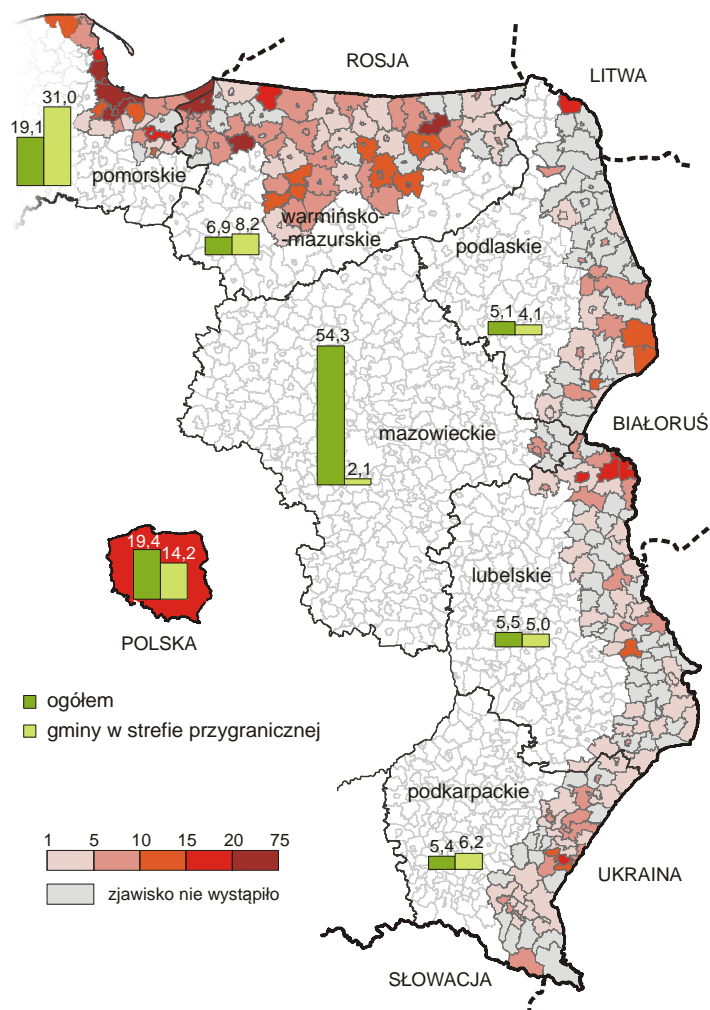 ROSJA
LITWA
31,0
19,1
pomorskie
6,9 8,2
warmińsko-
-mazurskie
podlaskie
5,1 4,1
54,3
2,1
mazowieckie
BIAŁORUŚ
19,4
14,2
POLSKA
lubelskie
5,5 5,0
ogółem
gminy w strefie przygranicznej
podkarpackie
5,4 6,2
1 5 10 15 20 75
zjawisko nie wystąpiło
UKRAINA
SŁOWACJA